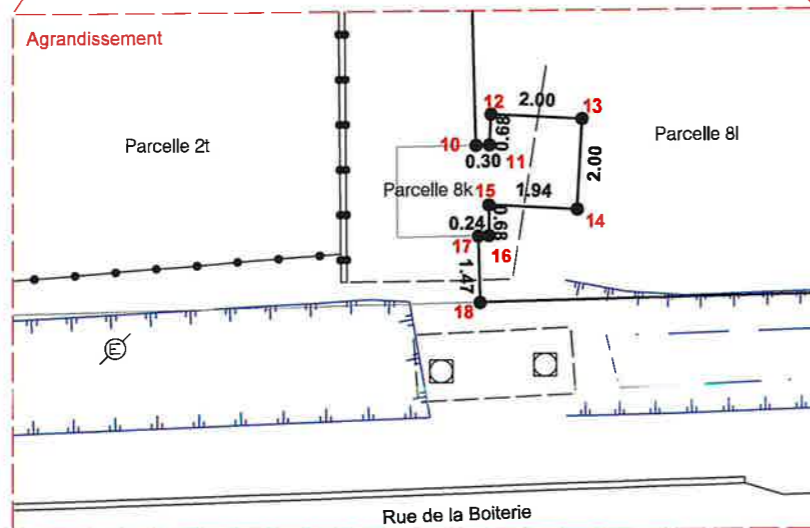 Agrandissement
12
2.00
13
Parcelle 2t
0.68
Parcelle 8l
10
0.30
11
2.00
Parcelle 8k
15
1.94
14
0.24
0.68
17
16
1.47
18
E
Rue de la Boiterie